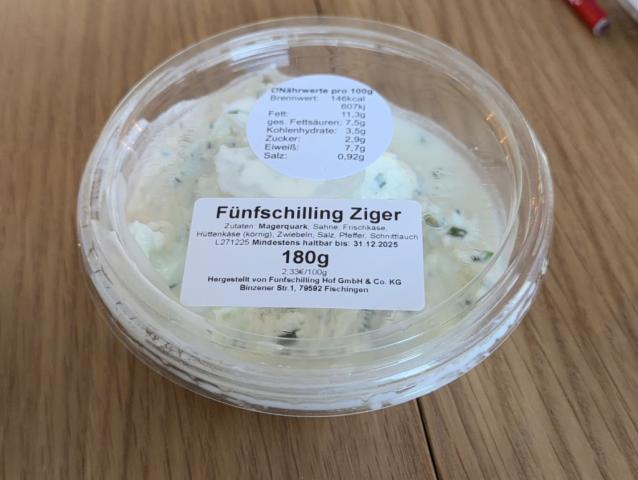 ∅Nährwerte pro 100g
Brennwert: 146kcal
607kj
Fett: 11,3g
ges. Fettsäuren: 7,5g
Kohlenhydrate: 3,5g
Zucker: 2,9g
Eiweiß: 7,7g
Salz: 0,92g
Fünfschilling Ziger
Zutaten: Magerquark, Sahne, Frischkäse,
Hüttenkäse (körnig), Zwiebeln, Salz, Pfeffer, Schnittlauch
L271225 Mindestens haltbar bis: 31.12.2025
180g
2.33€/100g
Hergestellt von Fünfschilling Hof GmbH & Co. KG
Binzener Str.1, 79592 Fischingen